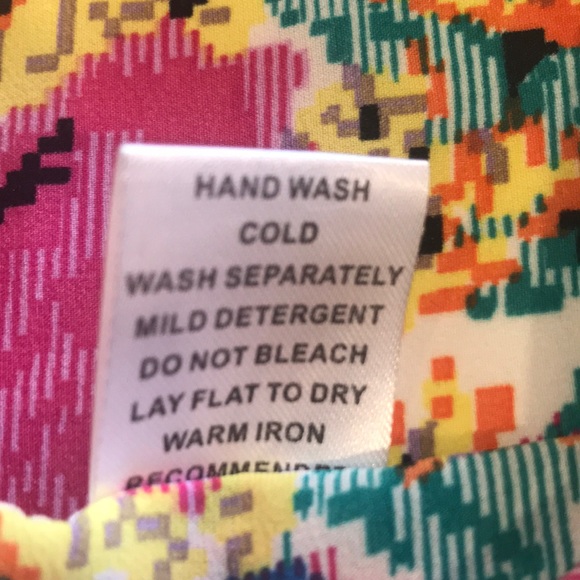 HAND WASH
COLD
WASH SEPARATELY
MILD DETERGENT
DO NOT BLEACH
LAY FLAT TO DRY
WARM IRON